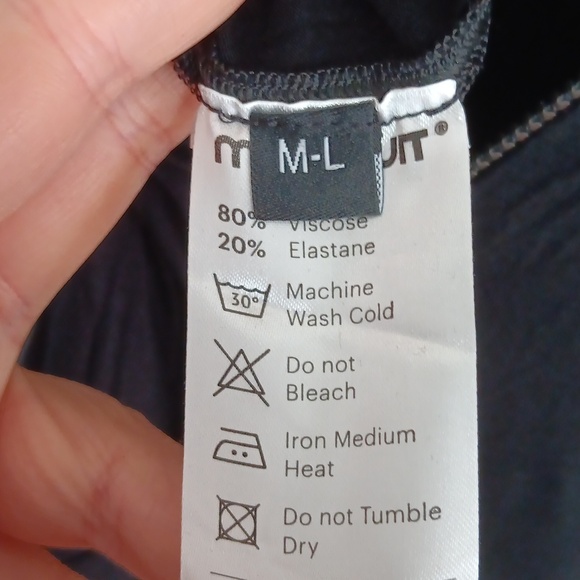 M-L
80% Viscose
20% Elastane
30°
Machine
Wash Cold
Do not
Bleach
Iron Medium
Heat
Do not Tumble
Dry